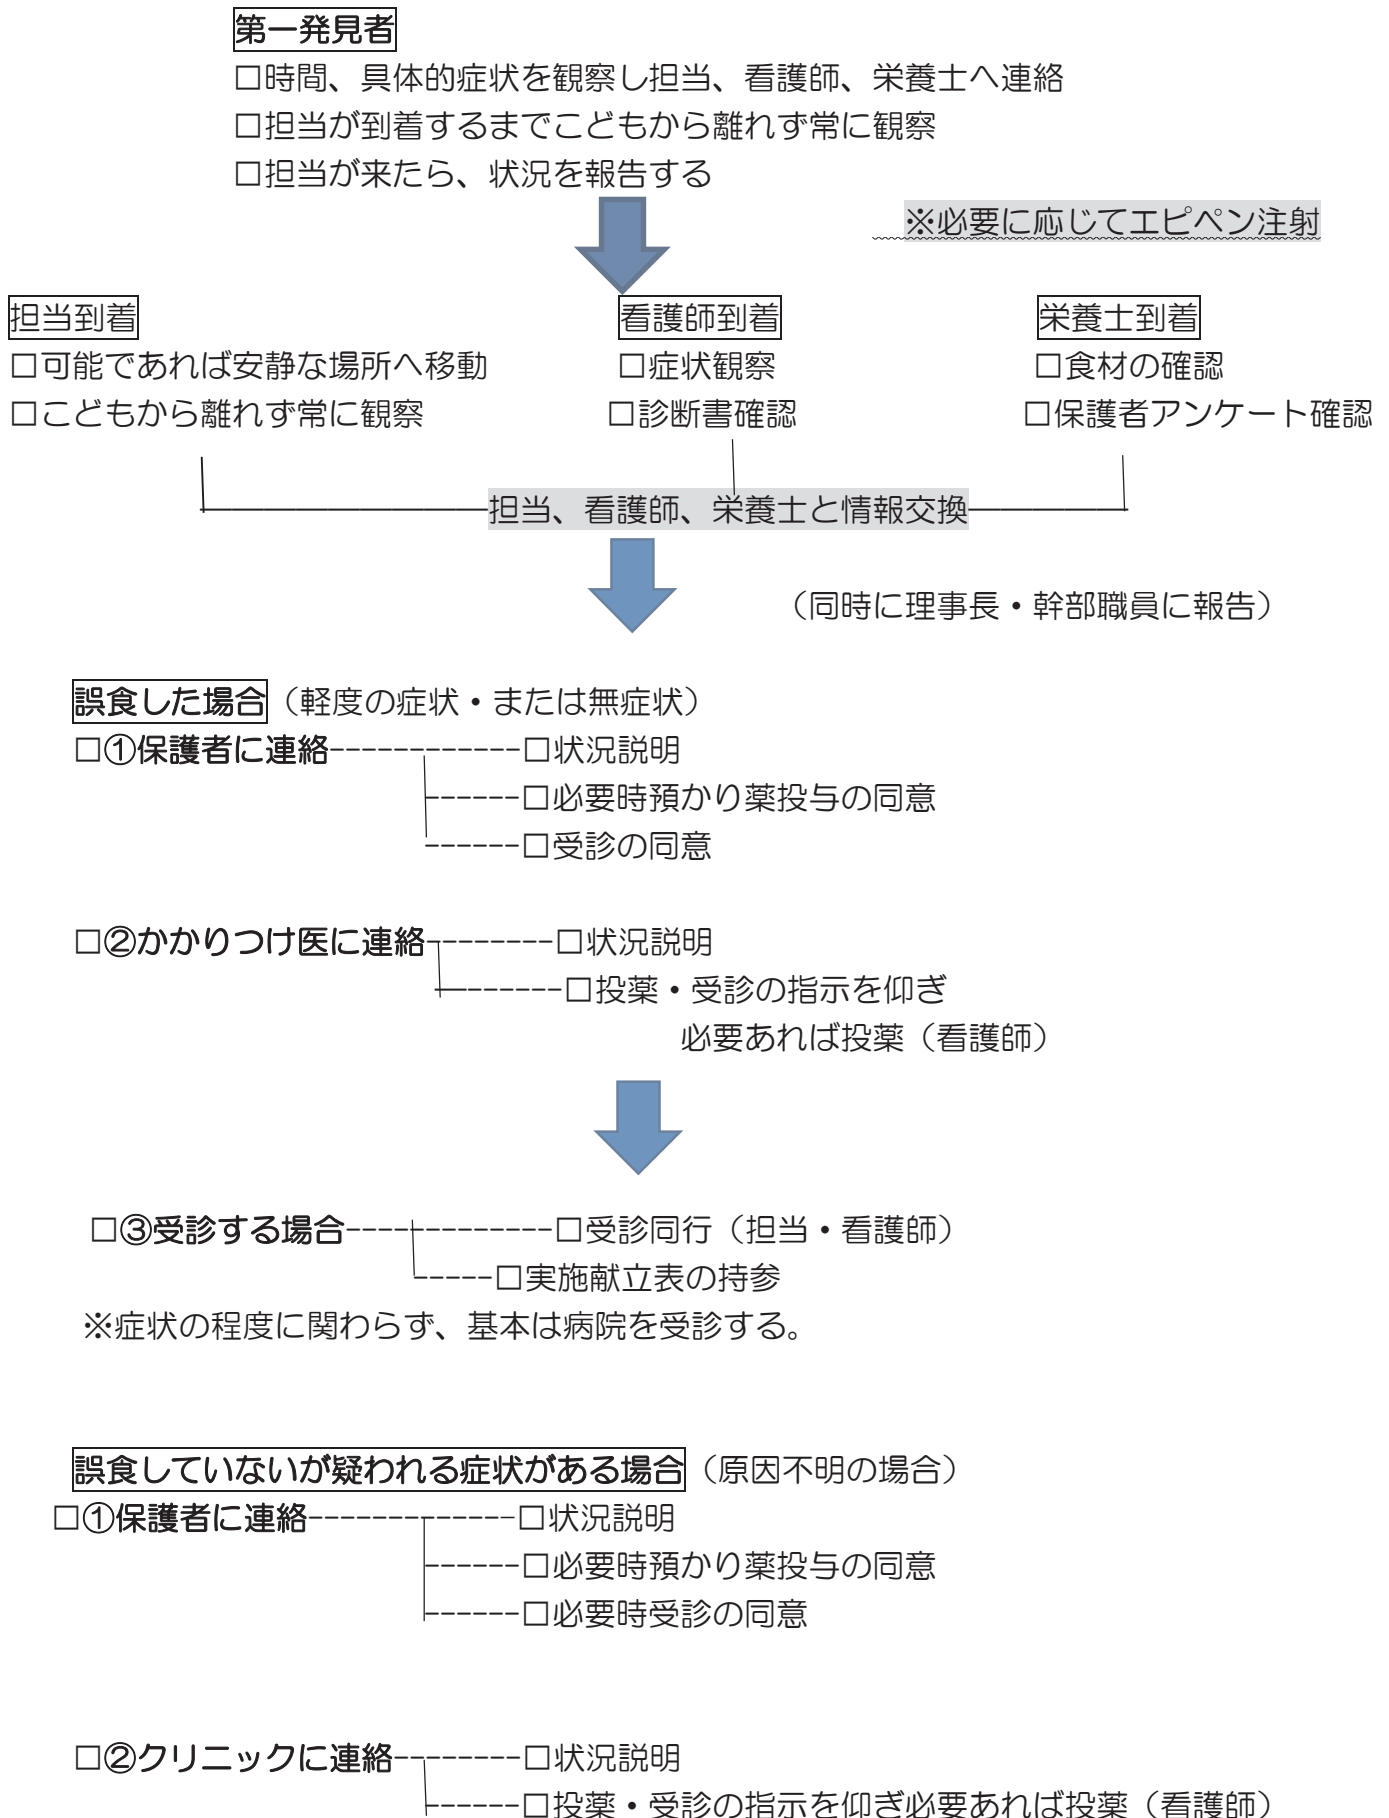 第一発見者
□時間、具体的症状を観察し担当、看護師、栄養士へ連絡
□担当が到着するまでこどもから離れず常に観察
□担当が来たら、状況を報告する
※必要に応じてエピペン注射
担当到着 看護師到着 栄養士到着
□可能であれば安静な場所へ移動 □症状観察 □食材の確認
□こどもから離れず常に観察 □診断書確認 □保護者アンケート確認
担当、看護師、栄養士と情報交換
（同時に理事長・幹部職員に報告）
誤食した場合（軽度の症状・または無症状）
□①保護者に連絡------------□状況説明
------□必要時預かり薬投与の同意
------□受診の同意
□②かかりつけ医に連絡--------□状況説明
--------□投薬・受診の指示を仰ぎ
必要あれば投薬（看護師）
□③受診する場合-------------□受診同行（担当・看護師）
-----□実施献立表の持参
※症状の程度に関わらず、基本は病院を受診する。
誤食していないが疑われる症状がある場合（原因不明の場合）
□①保護者に連絡-------------□状況説明
------□必要時預かり薬投与の同意
------□必要時受診の同意
□②クリニックに連絡--------□状況説明
------□投薬・受診の指示を仰ぎ必要あれば投薬（看護師）